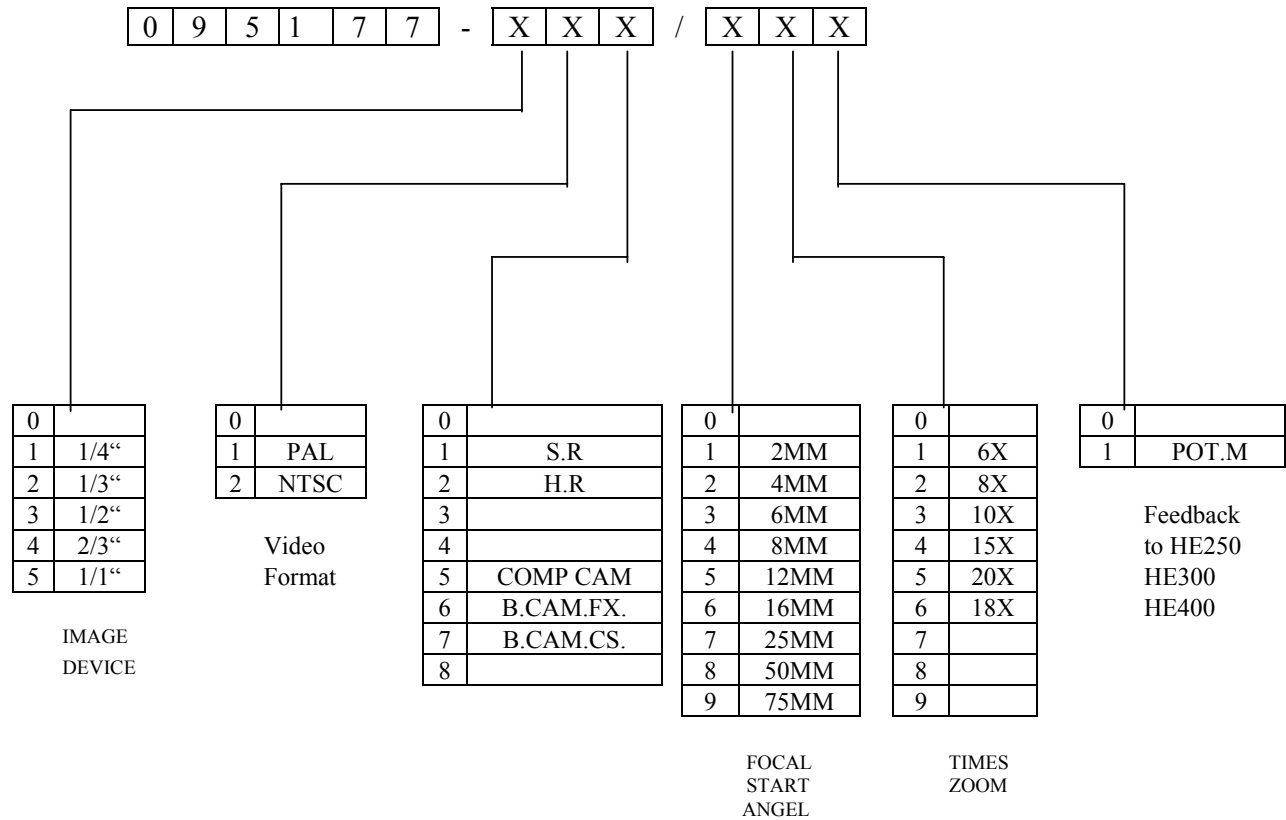 0 9 5 1 7 7 - X X X / X X X
0
1 1/4“
2 1/3“
3 1/2“
4 2/3“
5 1/1“
IMAGE
DEVICE
0
1 PAL
2 NTSC
Video
Format
0
1 S.R
2 H.R
3
4
5 COMP CAM
6 B.CAM.FX.
7 B.CAM.CS.
8
0
1 2MM
2 4MM
3 6MM
4 8MM
5 12MM
6 16MM
7 25MM
8 50MM
9 75MM
FOCAL
START
ANGEL
0
1 6X
2 8X
3 10X
4 15X
5 20X
6 18X
7
8
9
TIMES
ZOOM
0
1 POT.M
Feedback
to HE250
HE300
HE400